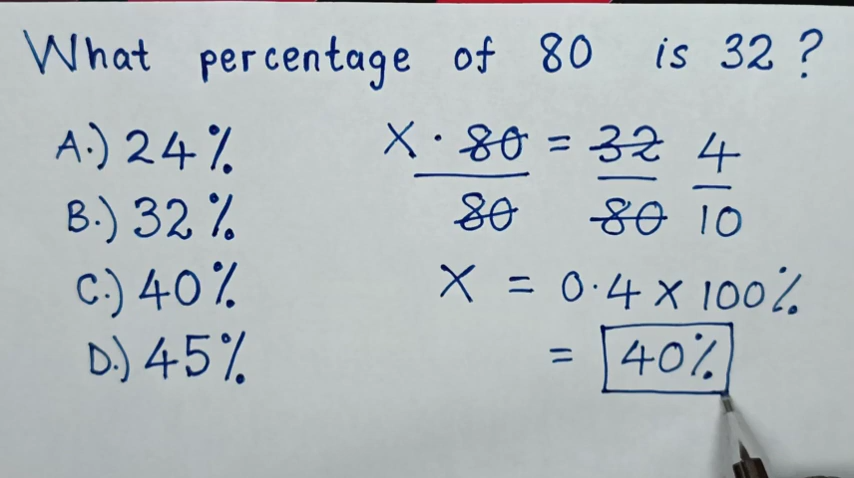 What percentage of 80 is 32?
A.) 24%
B.) 32%
C.) 40%
D.) 45%
X · 80 = 32 4
80 80 10
X = 0.4 x 100%
= 40%